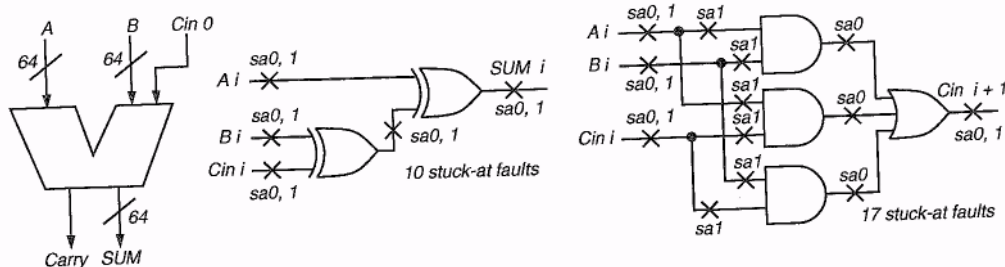 A
B
Cin 0
64
64
64
Carry
SUM
A i
sa0, 1
B i
sa0, 1
Cin i
sa0, 1
sa0, 1
SUM i
sa0, 1
10 stuck-at faults
A i
sa0, 1
sa1
B i
sa0, 1
sa1
sa0
sa1
Cin i
sa0, 1
sa1
sa0
sa1
sa1
sa0
Cin i + 1
sa0, 1
17 stuck-at faults